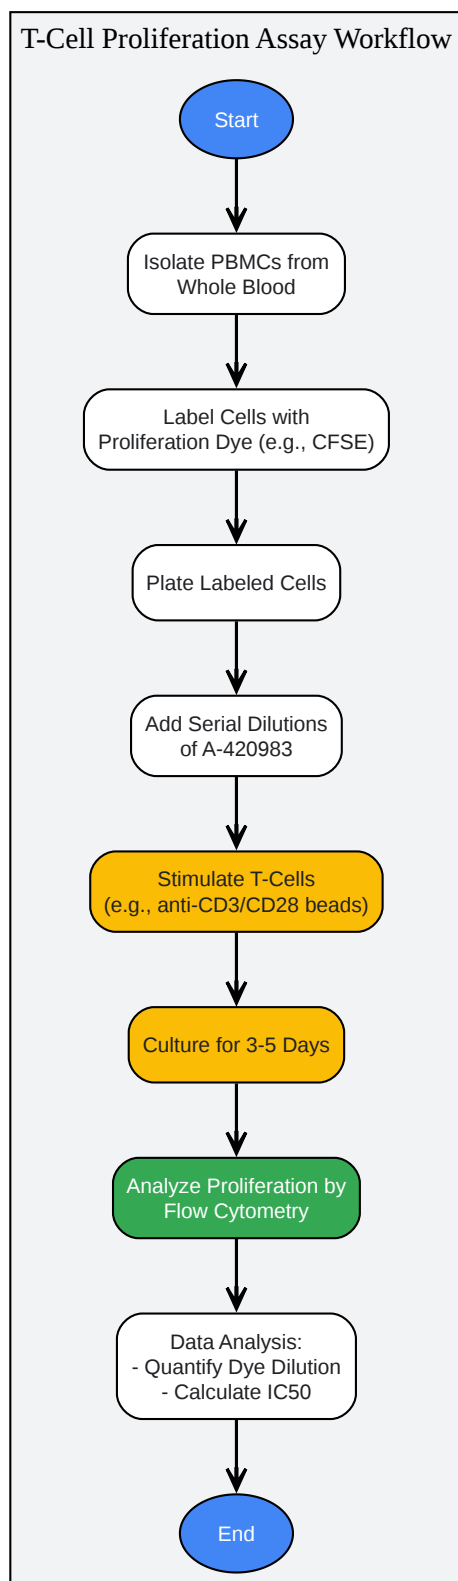 T-Cell Proliferation Assay Workflow
Start
Isolate PBMCs from
Whole Blood
Label Cells with
Proliferation Dye (e.g., CFSE)
Plate Labeled Cells
Add Serial Dilutions
of A-420983
Stimulate T-Cells
(e.g., anti-CD3/CD28 beads)
Culture for 3-5 Days
Analyze Proliferation by
Flow Cytometry
Data Analysis:
- Quantify Dye Dilution
- Calculate IC50
End